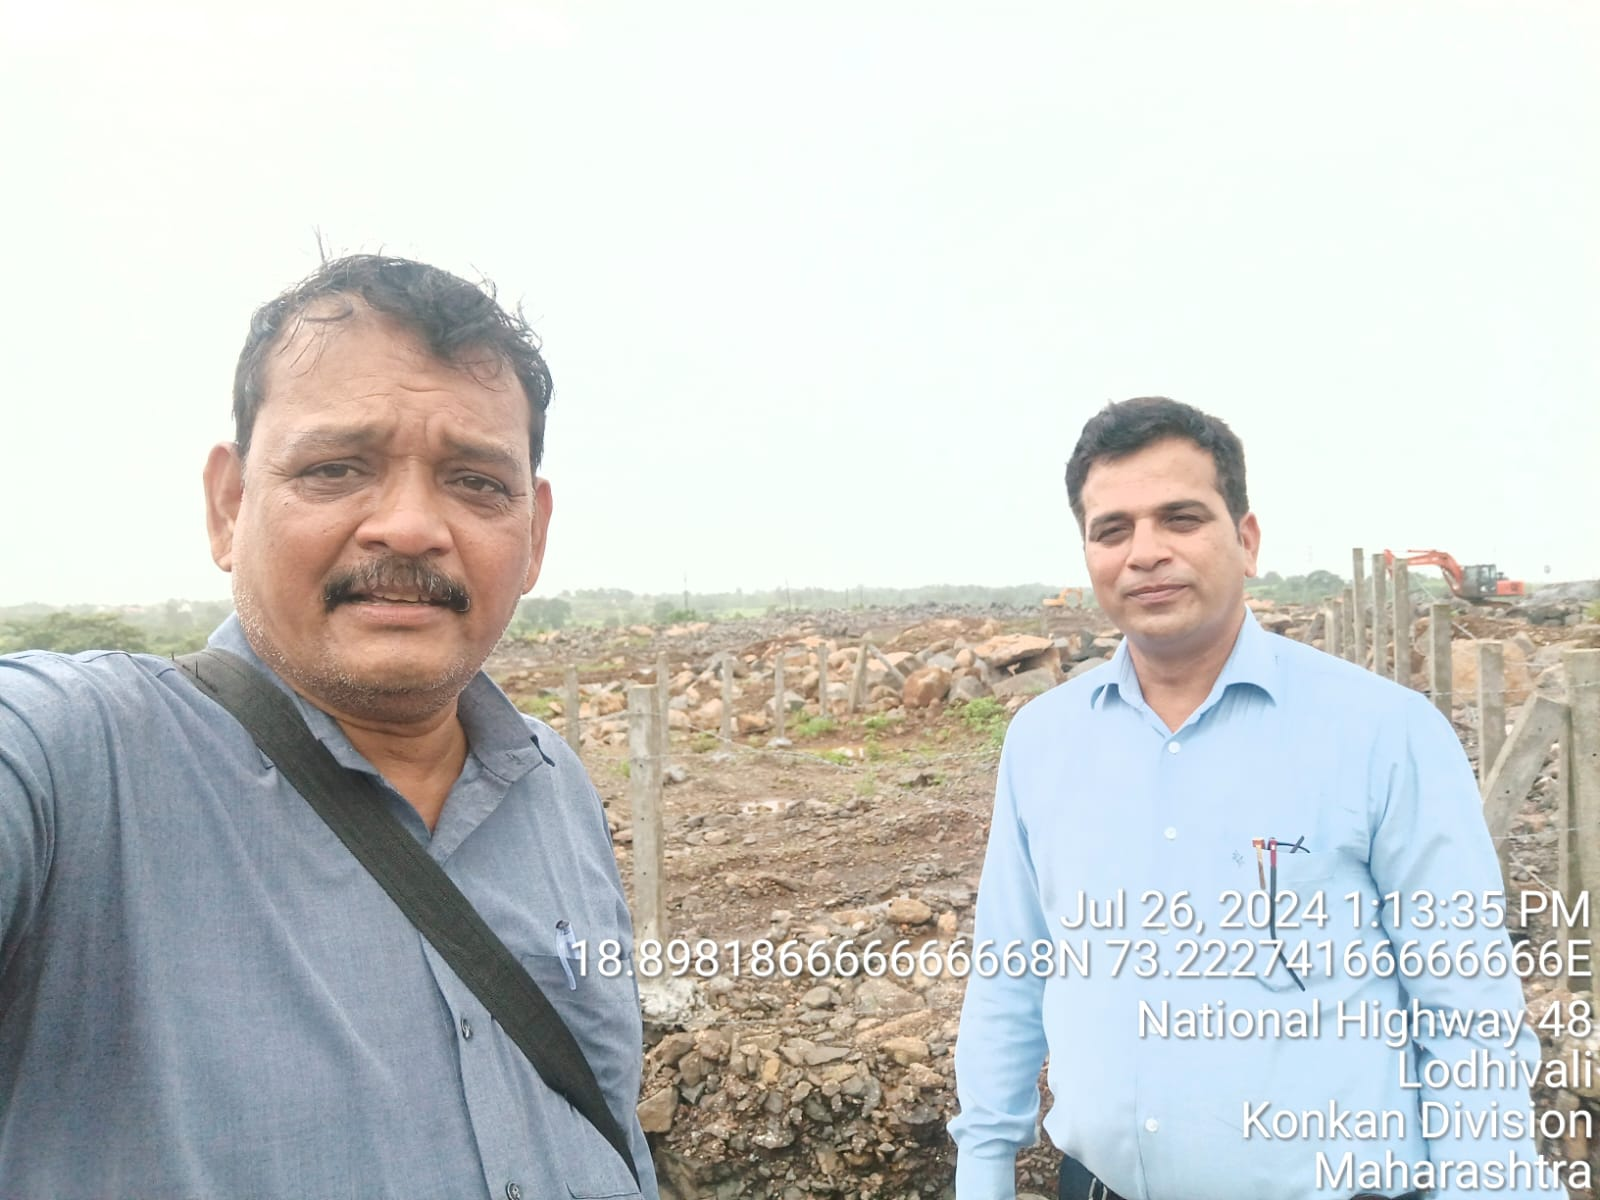 Jul 26, 2024 1:13:35 PM
18.898186666666668N 73.22274166666666E
National Highway 48
Lodhivali
Konkan Division
Maharashtra